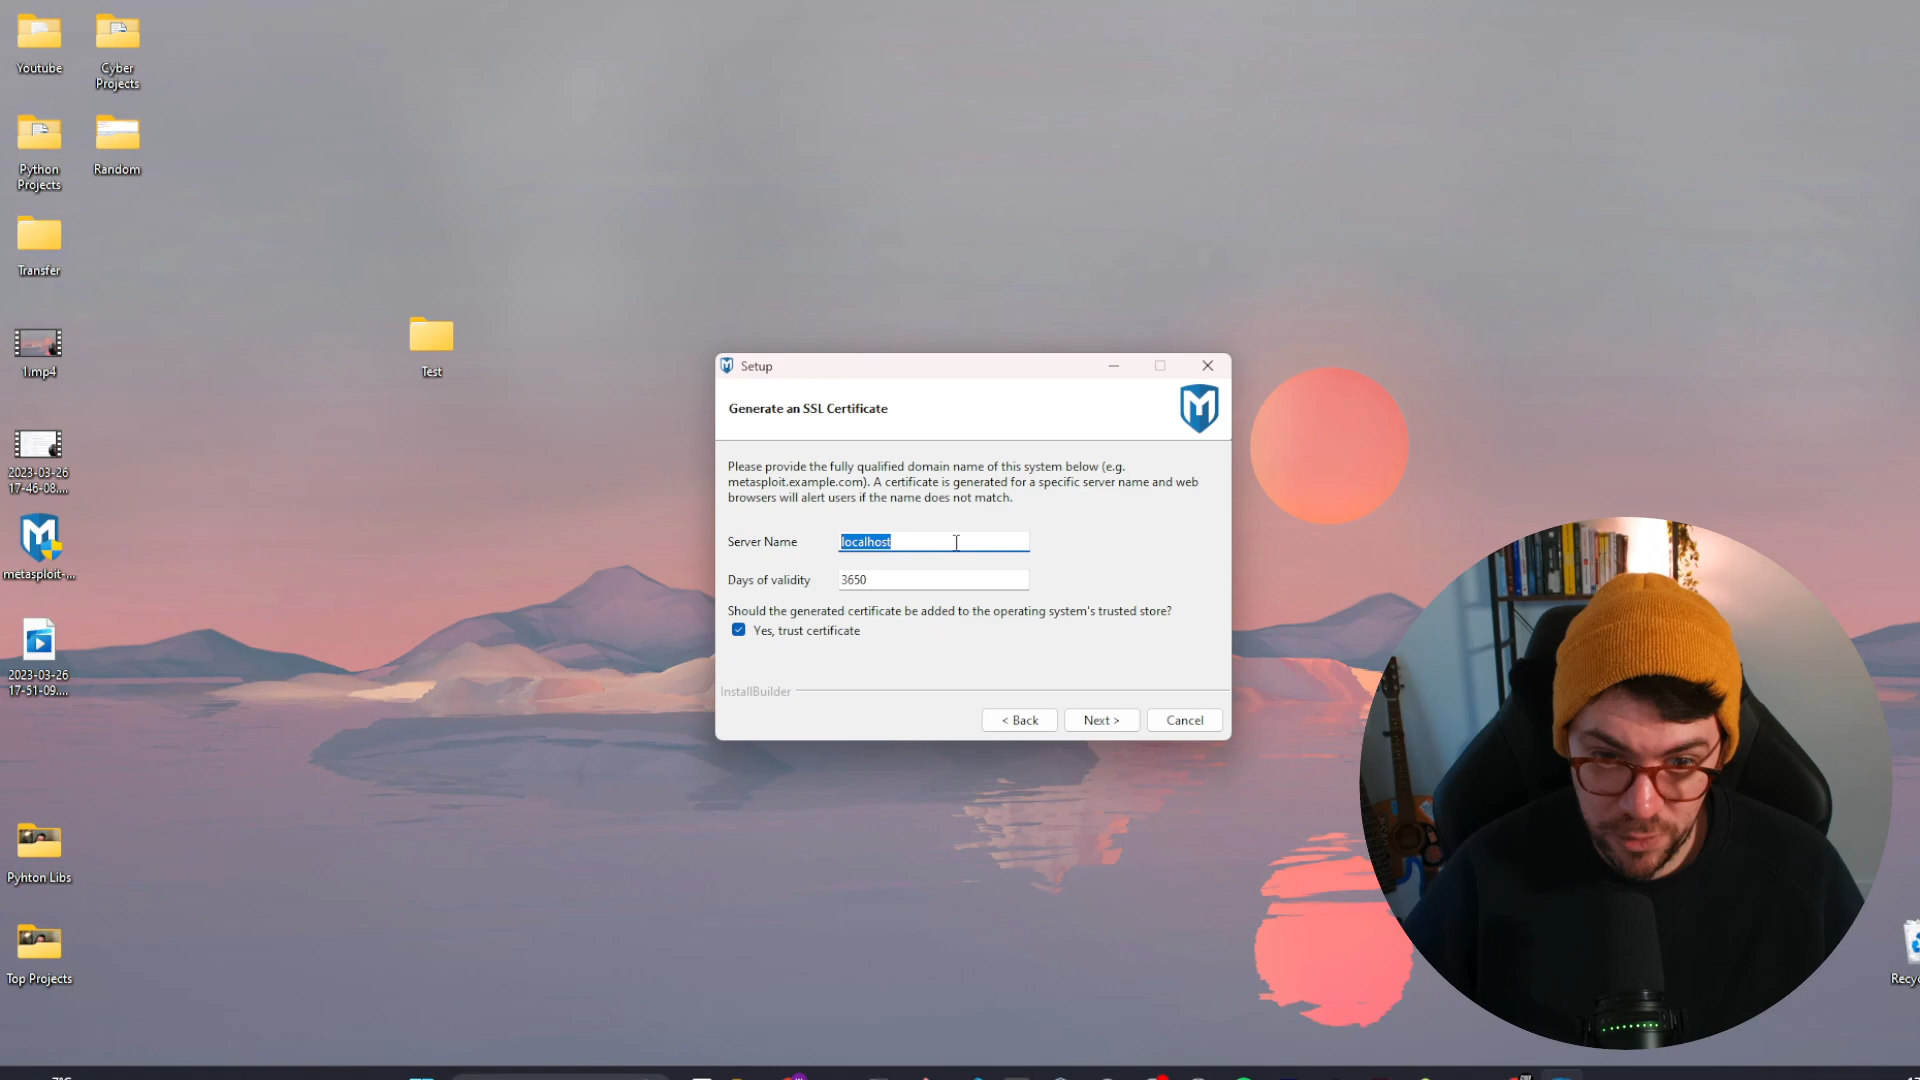 Youtube
Cyber
Projects
Python
Projects
Random
Transfer
Test
1.mp4
2023-03-26
17-46-08....
metasploit-...
2023-03-26
17-51-09....
Pyhton Libs
Top Projects
Setup
Generate an SSL Certificate
Please provide the fully qualified domain name of this system below (e.g.
metasploit.example.com). A certificate is generated for a specific server name and web
browsers will alert users if the name does not match.
Server Name
localhost
Days of validity
3650
Should the generated certificate be added to the operating system's trusted store?
Yes, trust certificate
InstallBuilder
< Back
Next >
Cancel
Recyc